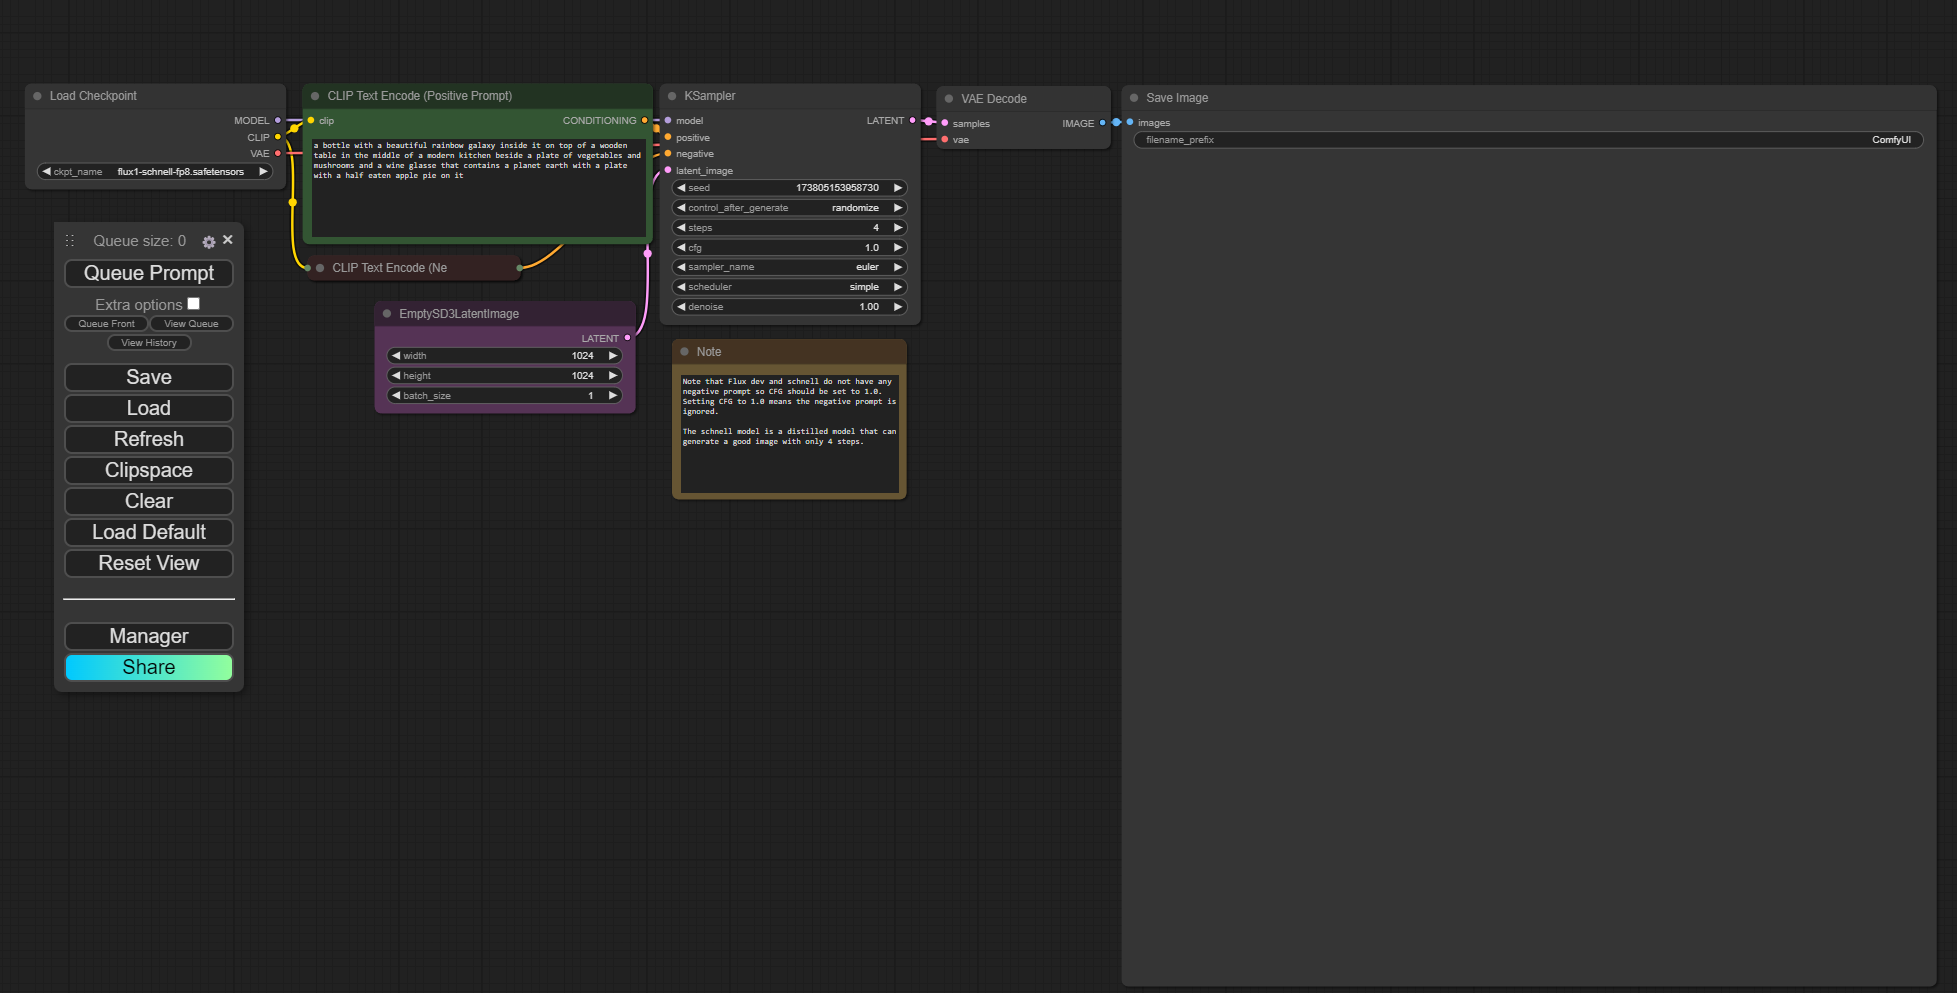 Load Checkpoint
MODEL
CLIP
VAE
ckpt_name flux1-schnell-fp8.safetensors
CLIP Text Encode (Positive Prompt)
clip CONDITIONING
a bottle with a beautiful rainbow galaxy inside it on top of a wooden
table in the middle of a modern kitchen beside a plate of vegetables and
mushrooms and a wine glasse that contains a planet earth with a plate
with a half eaten apple pie on it
CLIP Text Encode (Ne
EmptySD3LatentImage
LATENT
width 1024
height 1024
batch_size 1
KSampler
model LATENT
positive
negative
latent_image
seed 173805153958730
control_after_generate randomize
steps 4
cfg 1.0
sampler_name euler
scheduler simple
denoise 1.00
Note
Note that Flux dev and schnell do not have any
negative prompt so CFG should be set to 1.0.
Setting CFG to 1.0 means the negative prompt is
ignored.
The schnell model is a distilled model that can
generate a good image with only 4 steps.
VAE Decode
samples IMAGE
vae
Save Image
images
filename_prefix ComfyUI
Queue size: 0
Queue Prompt
Extra options
Queue Front View Queue
View History
Save
Load
Refresh
Clipspace
Clear
Load Default
Reset View
Manager
Share